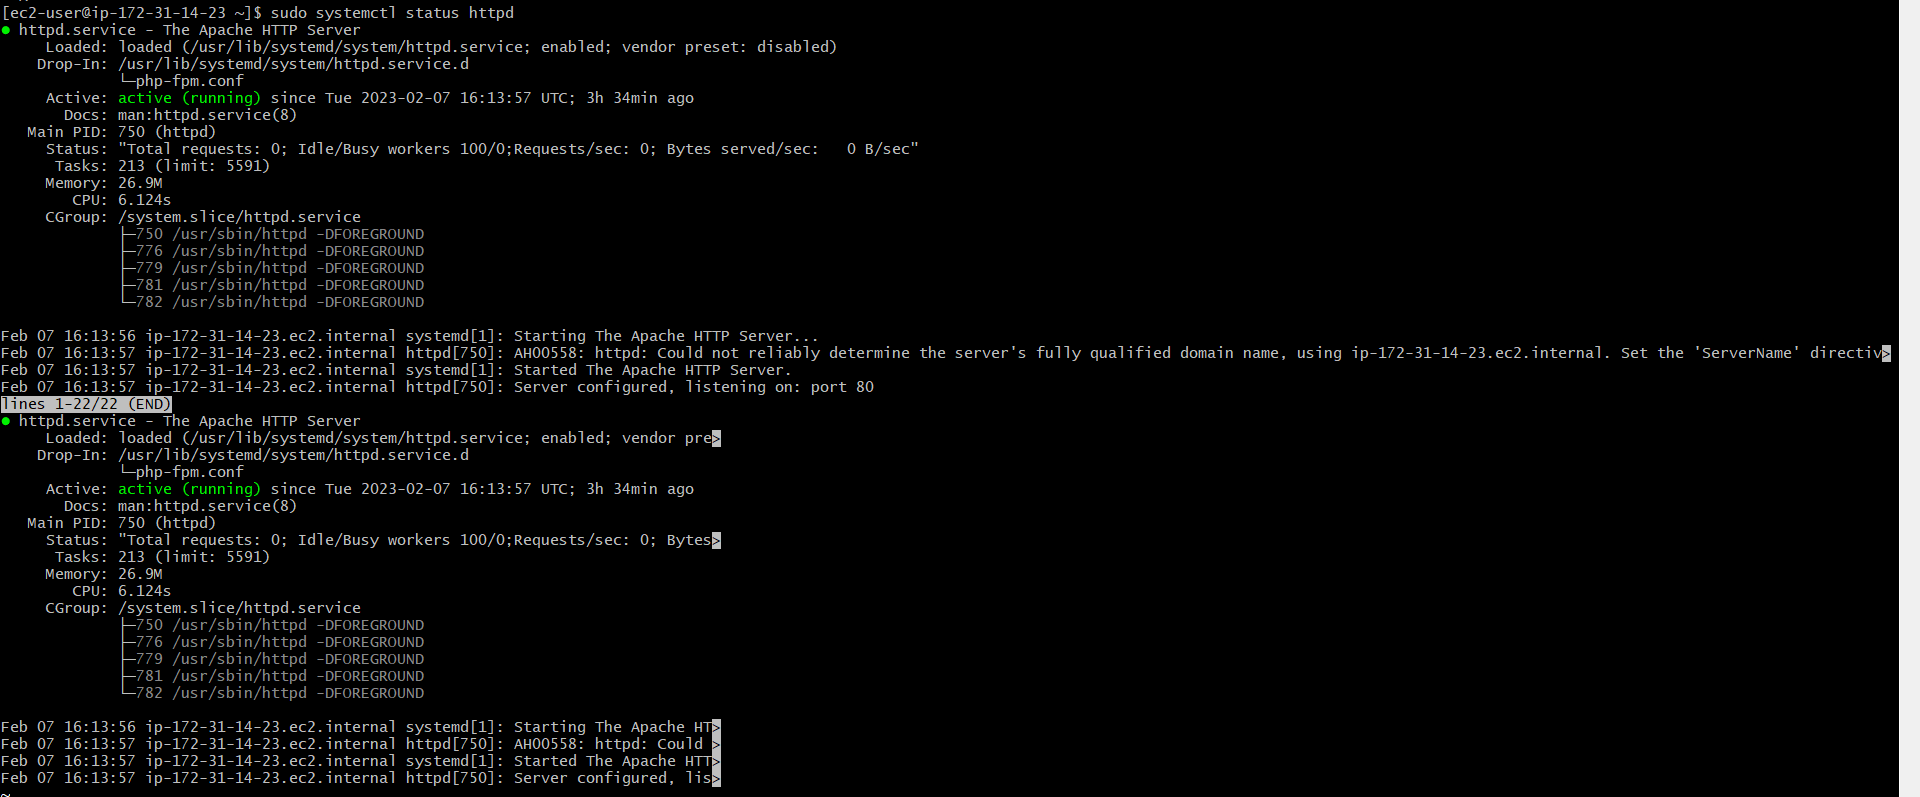 [ec2-user@ip-172-31-14-23 ~]$ sudo systemctl status httpd
● httpd.service - The Apache HTTP Server
     Loaded: loaded (/usr/lib/systemd/system/httpd.service; enabled; vendor preset: disabled)
    Drop-In: /usr/lib/systemd/system/httpd.service.d
             └─php-fpm.conf
     Active: active (running) since Tue 2023-02-07 16:13:57 UTC; 3h 34min ago
       Docs: man:httpd.service(8)
   Main PID: 750 (httpd)
     Status: "Total requests: 0; Idle/Busy workers 100/0;Requests/sec: 0; Bytes served/sec:   0 B/sec"
      Tasks: 213 (limit: 5591)
     Memory: 26.9M
        CPU: 6.124s
     CGroup: /system.slice/httpd.service
             ├─750 /usr/sbin/httpd -DFOREGROUND
             ├─776 /usr/sbin/httpd -DFOREGROUND
             ├─779 /usr/sbin/httpd -DFOREGROUND
             ├─781 /usr/sbin/httpd -DFOREGROUND
             └─782 /usr/sbin/httpd -DFOREGROUND

Feb 07 16:13:56 ip-172-31-14-23.ec2.internal systemd[1]: Starting The Apache HTTP Server...
Feb 07 16:13:57 ip-172-31-14-23.ec2.internal httpd[750]: AH00558: httpd: Could not reliably determine the server's fully qualified domain name, using ip-172-31-14-23.ec2.internal. Set the 'ServerName' directiv>
Feb 07 16:13:57 ip-172-31-14-23.ec2.internal systemd[1]: Started The Apache HTTP Server.
Feb 07 16:13:57 ip-172-31-14-23.ec2.internal httpd[750]: Server configured, listening on: port 80
lines 1-22/22 (END)
● httpd.service - The Apache HTTP Server
     Loaded: loaded (/usr/lib/systemd/system/httpd.service; enabled; vendor pre>
    Drop-In: /usr/lib/systemd/system/httpd.service.d
             └─php-fpm.conf
     Active: active (running) since Tue 2023-02-07 16:13:57 UTC; 3h 34min ago
       Docs: man:httpd.service(8)
   Main PID: 750 (httpd)
     Status: "Total requests: 0; Idle/Busy workers 100/0;Requests/sec: 0; Bytes>
      Tasks: 213 (limit: 5591)
     Memory: 26.9M
        CPU: 6.124s
     CGroup: /system.slice/httpd.service
             ├─750 /usr/sbin/httpd -DFOREGROUND
             ├─776 /usr/sbin/httpd -DFOREGROUND
             ├─779 /usr/sbin/httpd -DFOREGROUND
             ├─781 /usr/sbin/httpd -DFOREGROUND
             └─782 /usr/sbin/httpd -DFOREGROUND

Feb 07 16:13:56 ip-172-31-14-23.ec2.internal systemd[1]: Starting The Apache HT>
Feb 07 16:13:57 ip-172-31-14-23.ec2.internal httpd[750]: AH00558: httpd: Could >
Feb 07 16:13:57 ip-172-31-14-23.ec2.internal systemd[1]: Started The Apache HTT>
Feb 07 16:13:57 ip-172-31-14-23.ec2.internal httpd[750]: Server configured, lis>
~